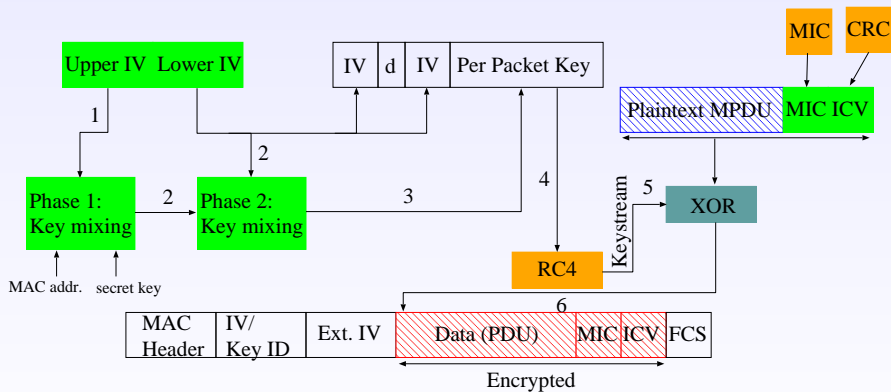 MIC
CRC
Upper IV Lower IV
IV d IV Per Packet Key
Plaintext MPDU MIC ICV
1
2
Phase 1:
Key mixing
2
Phase 2:
Key mixing
3
4
Keystream
5
XOR
RC4
MAC addr.
secret key
6
MAC
Header
IV/
Key ID
Ext. IV
Data (PDU)
MIC
ICV
FCS
Encrypted